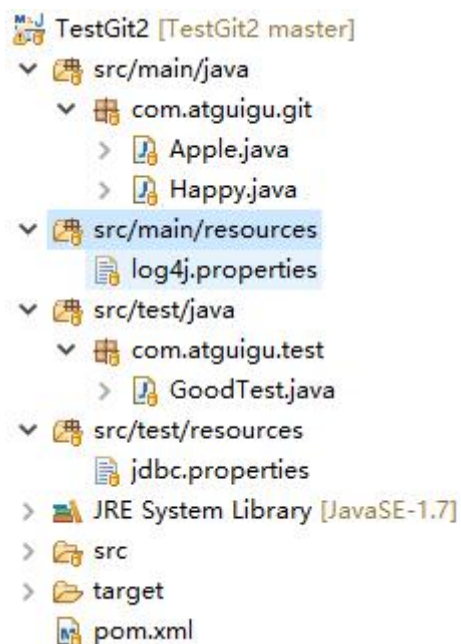 TestGit2 [TestGit2 master]
src/main/java
com.atguigu.git
Apple.java
Happy.java
src/main/resources
log4j.properties
src/test/java
com.atguigu.test
GoodTest.java
src/test/resources
jdbc.properties
JRE System Library [JavaSE-1.7]
src
target
pom.xml